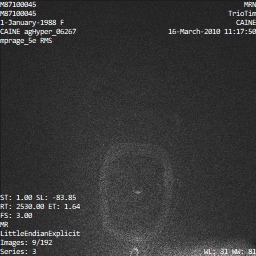 M87100045
M87100045
1-January-1988 F
CAINE agHyper_06267
mprage_5e RMS
MRN
TrioTim
CAINE
16-March-2010 11:17:50
ST: 1.00 SL: -83.85
RT: 2530.00 ET: 1.64
FS: 3.00
MR
LittleEndianExplicit
Images: 9/192
Series: 3
WL: 31 WW: 81